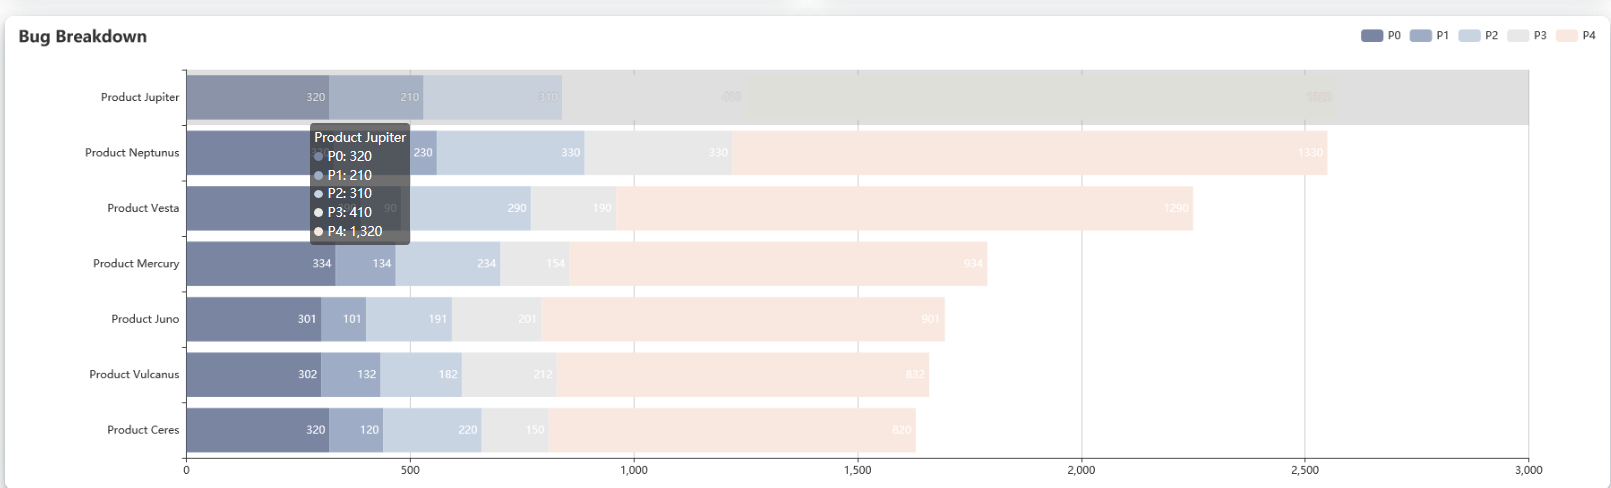 Bug Breakdown
P0 P1 P2 P3 P4
Product Jupiter 320 210 310
Product Neptunus 230 330 330 1330
Product Vesta 90 290 190 1290
Product Mercury 334 134 234 154 934
Product Juno 301 101 191 201 901
Product Vulcanus 302 132 182 212 832
Product Ceres 320 120 220 150 820
0 500 1,000 1,500 2,000 2,500 3,000
Product Jupiter
P0: 320
P1: 210
P2: 310
P3: 410
P4: 1,320